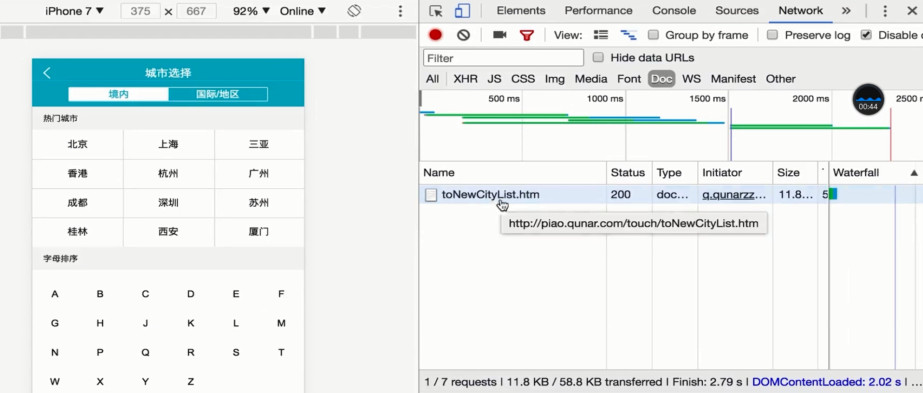 iPhone 7 ▼ 375 × 667 92% ▼ Online ▼
城市选择
境内 国际/地区
热门城市
北京 上海 三亚
香港 杭州 广州
成都 深圳 苏州
桂林 西安 厦门
字母排序
A B C D E F
G H J K L M
N P Q R S T
W X Y Z
Elements Performance Console Sources Network »
View: Group by frame Preserve log Disable c
Filter Hide data URLs
All XHR JS CSS Img Media Font Doc WS Manifest Other
500 ms 1000 ms 1500 ms 2000 ms 2500
00:44
Name Status Type Initiator Size Waterfall ▲
toNewCityList.htm 200 doc... q.qunarzz... 11.8... 5
http://piao.qunar.com/touch/toNewCityList.htm
1 / 7 requests | 11.8 KB / 58.8 KB transferred | Finish: 2.79 s | DOMContentLoaded: 2.02 s | ...